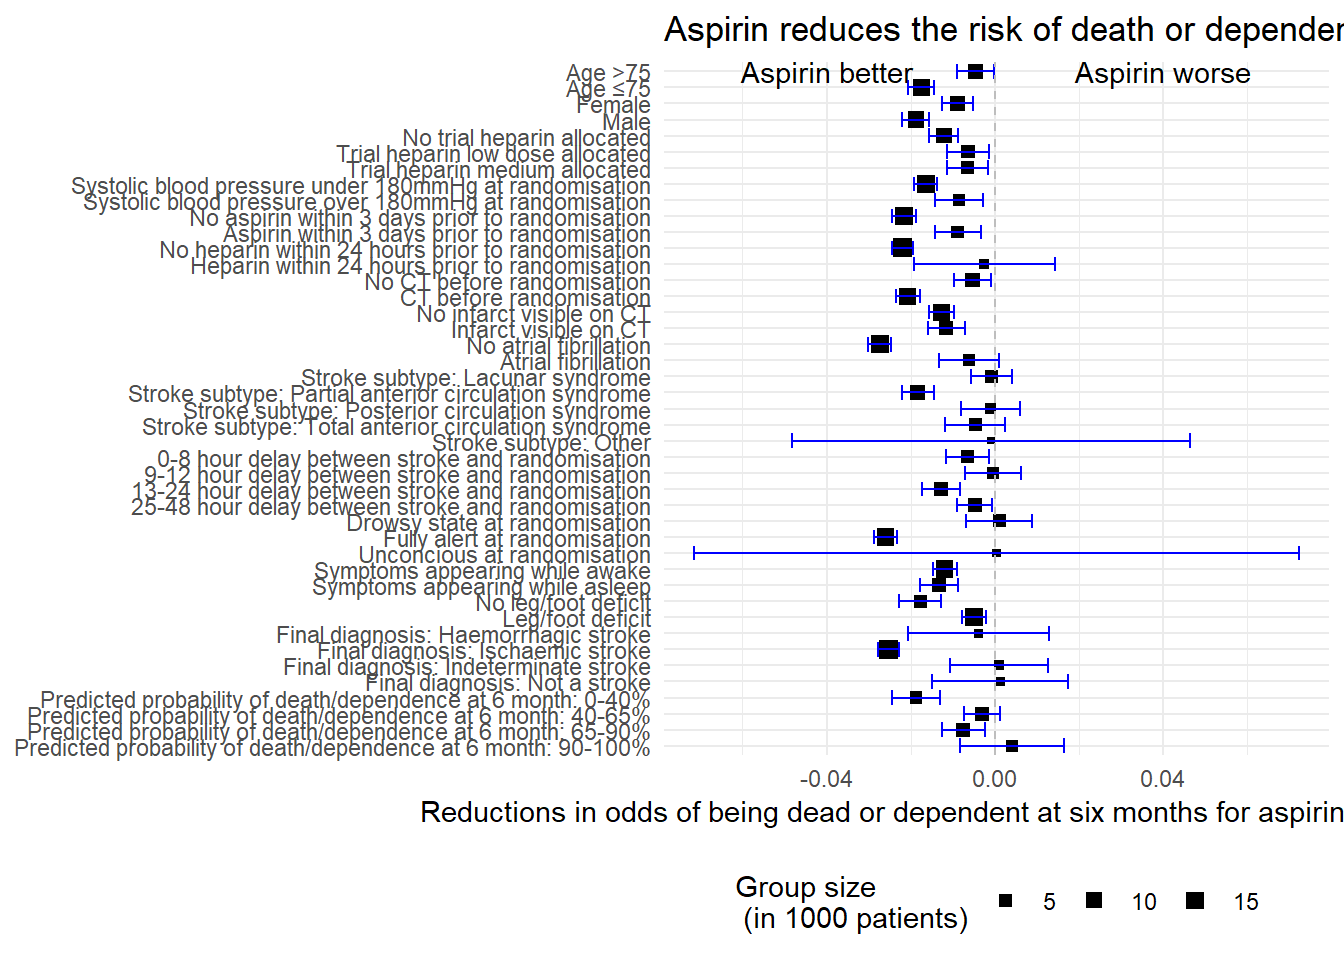 Aspirin reduces the risk of death or depender
Aspirin better
Aspirin worse
Age >75
Age ≤75
Female
Male
No trial heparin allocated
Trial heparin low dose allocated
Trial heparin medium allocated
Systolic blood pressure under 180mmHg at randomisation
Systolic blood pressure over 180mmHg at randomisation
No aspirin within 3 days prior to randomisation
Aspirin within 3 days prior to randomisation
No heparin within 24 hours prior to randomisation
Heparin within 24 hours prior to randomisation
No CT before randomisation
CT before randomisation
No infarct visible on CT
Infarct visible on CT
No atrial fibrillation
Atrial fibrillation
Stroke subtype: Lacunar syndrome
Stroke subtype: Partial anterior circulation syndrome
Stroke subtype: Posterior circulation syndrome
Stroke subtype: Total anterior circulation syndrome
Stroke subtype: Other
0-8 hour delay between stroke and randomisation
9-12 hour delay between stroke and randomisation
13-24 hour delay between stroke and randomisation
25-48 hour delay between stroke and randomisation
Drowsy state at randomisation
Fully alert at randomisation
Unconcious at randomisation
Symptoms appearing while awake
Symptoms appearing while asleep
No leg/foot deficit
Leg/foot deficit
Final diagnosis: Haemorrhagic stroke
Final diagnosis: Ischaemic stroke
Final diagnosis: Indeterminate stroke
Final diagnosis: Not a stroke
Predicted probability of death/dependence at 6 month: 0-40%
Predicted probability of death/dependence at 6 month: 40-65%
Predicted probability of death/dependence at 6 month: 65-90%
Predicted probability of death/dependence at 6 month: 90-100%
-0.04 0.00 0.04
Reductions in odds of being dead or dependent at six months for aspirin
Group size
(in 1000 patients)
5 10 15